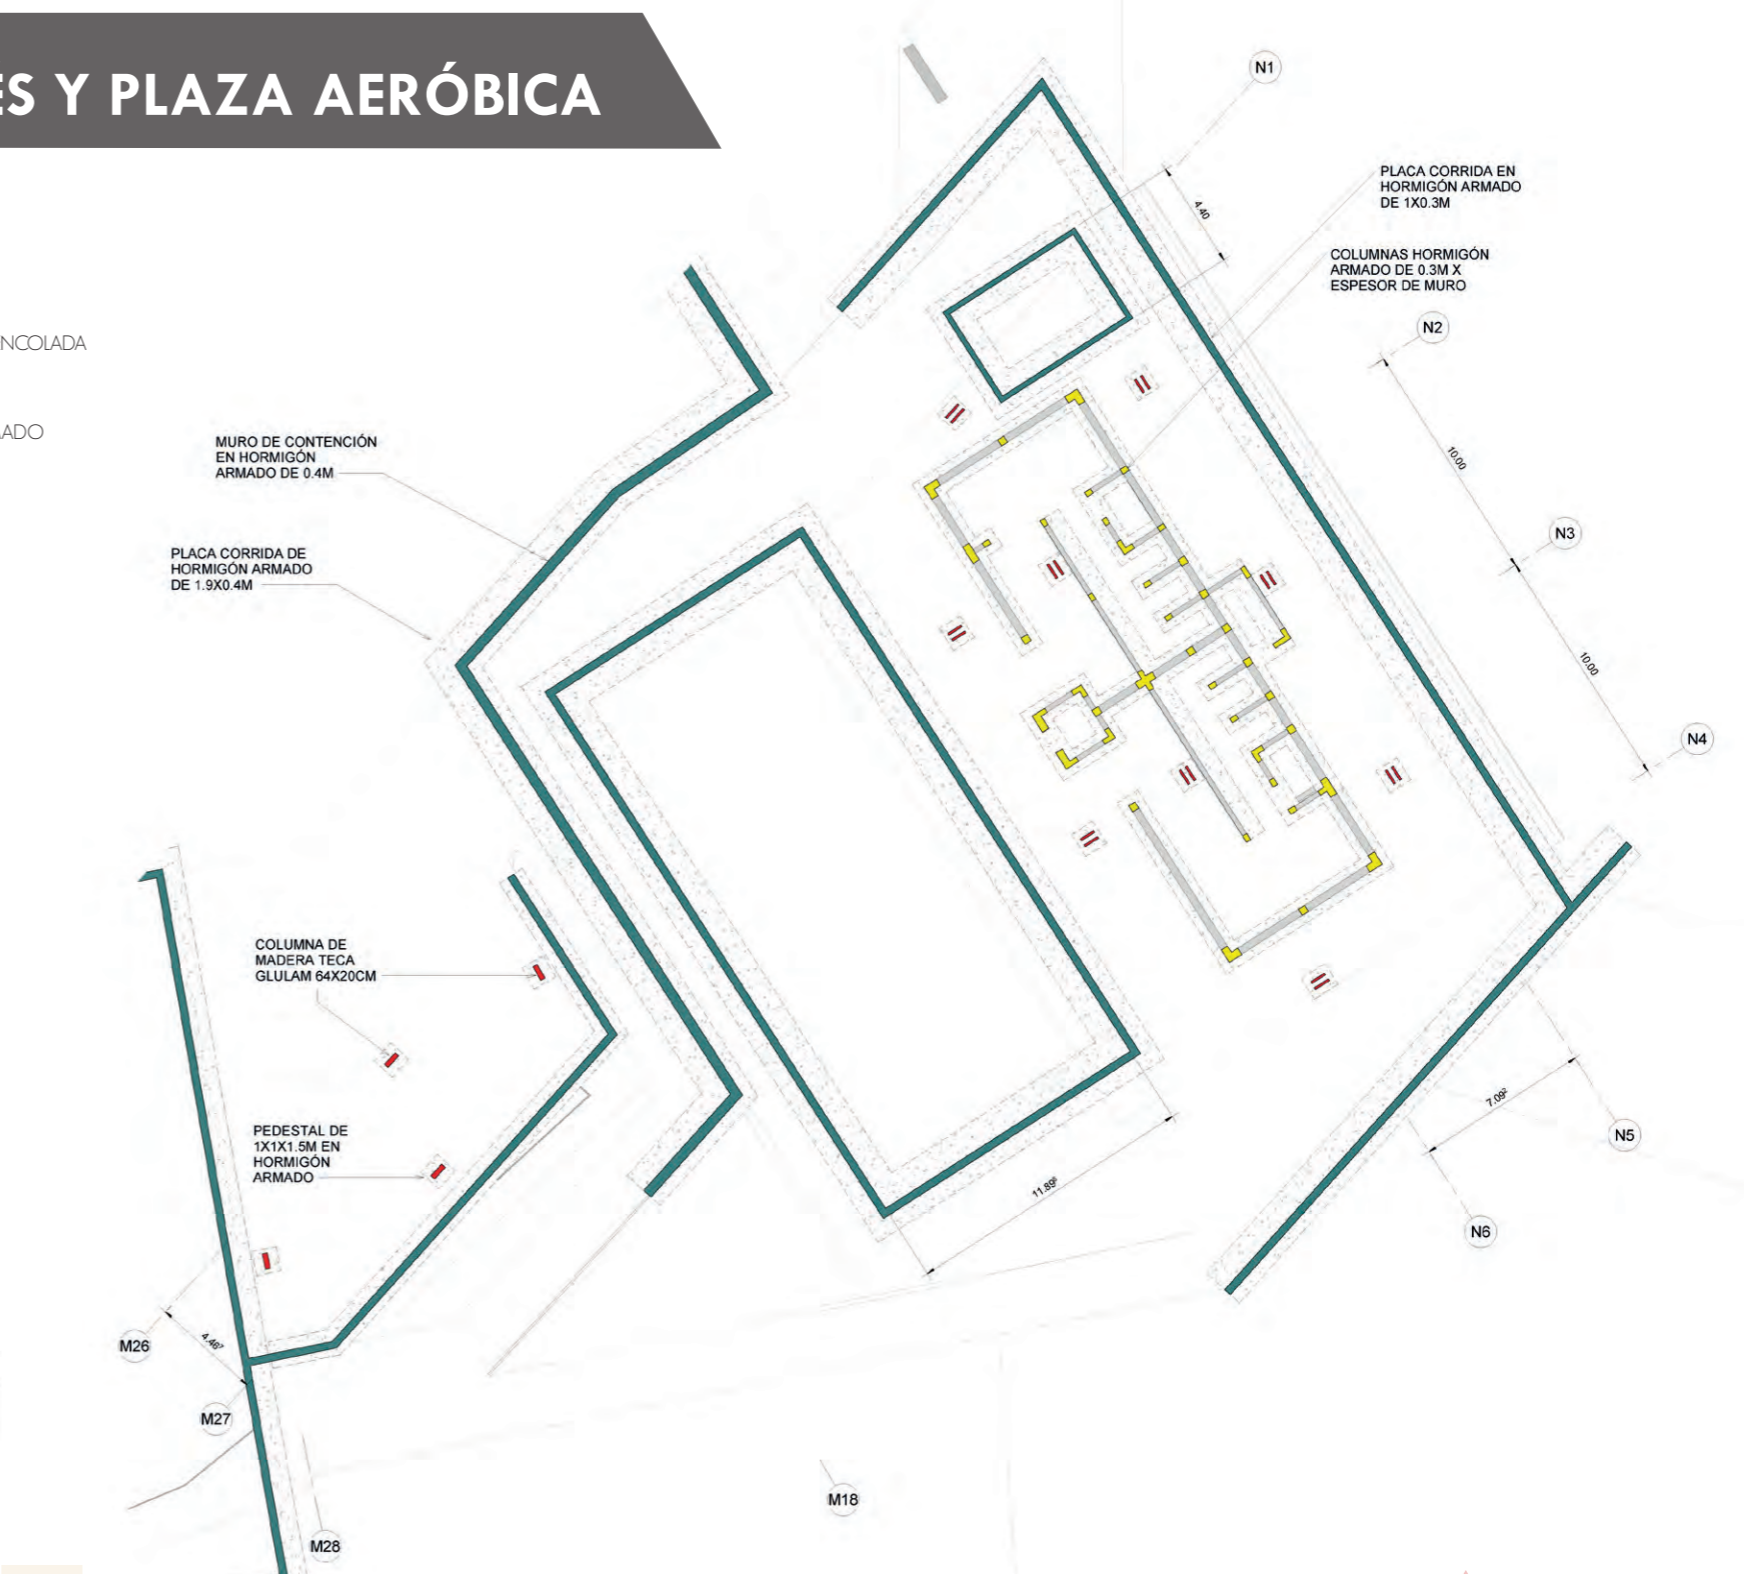 ES Y PLAZA AERÓBICA
N1
PLACA CORRIDA EN
HORMIGÓN ARMADO
DE 1X0.3M
4.40
COLUMNAS HORMIGÓN
ARMADO DE 0.3M X
ESPESOR DE MURO
N2
NCOLADA
MADO
MURO DE CONTENCIÓN
EN HORMIGÓN
ARMADO DE 0.4M
10.00
N3
PLACA CORRIDA DE
HORMIGÓN ARMADO
DE 1.9X0.4M
10.00
N4
COLUMNA DE
MADERA TECA
GLULAM 64X20CM
7.09²
N5
PEDESTAL DE
1X1X1.5M EN
HORMIGÓN
ARMADO
N6
M26
M27
M18
M28